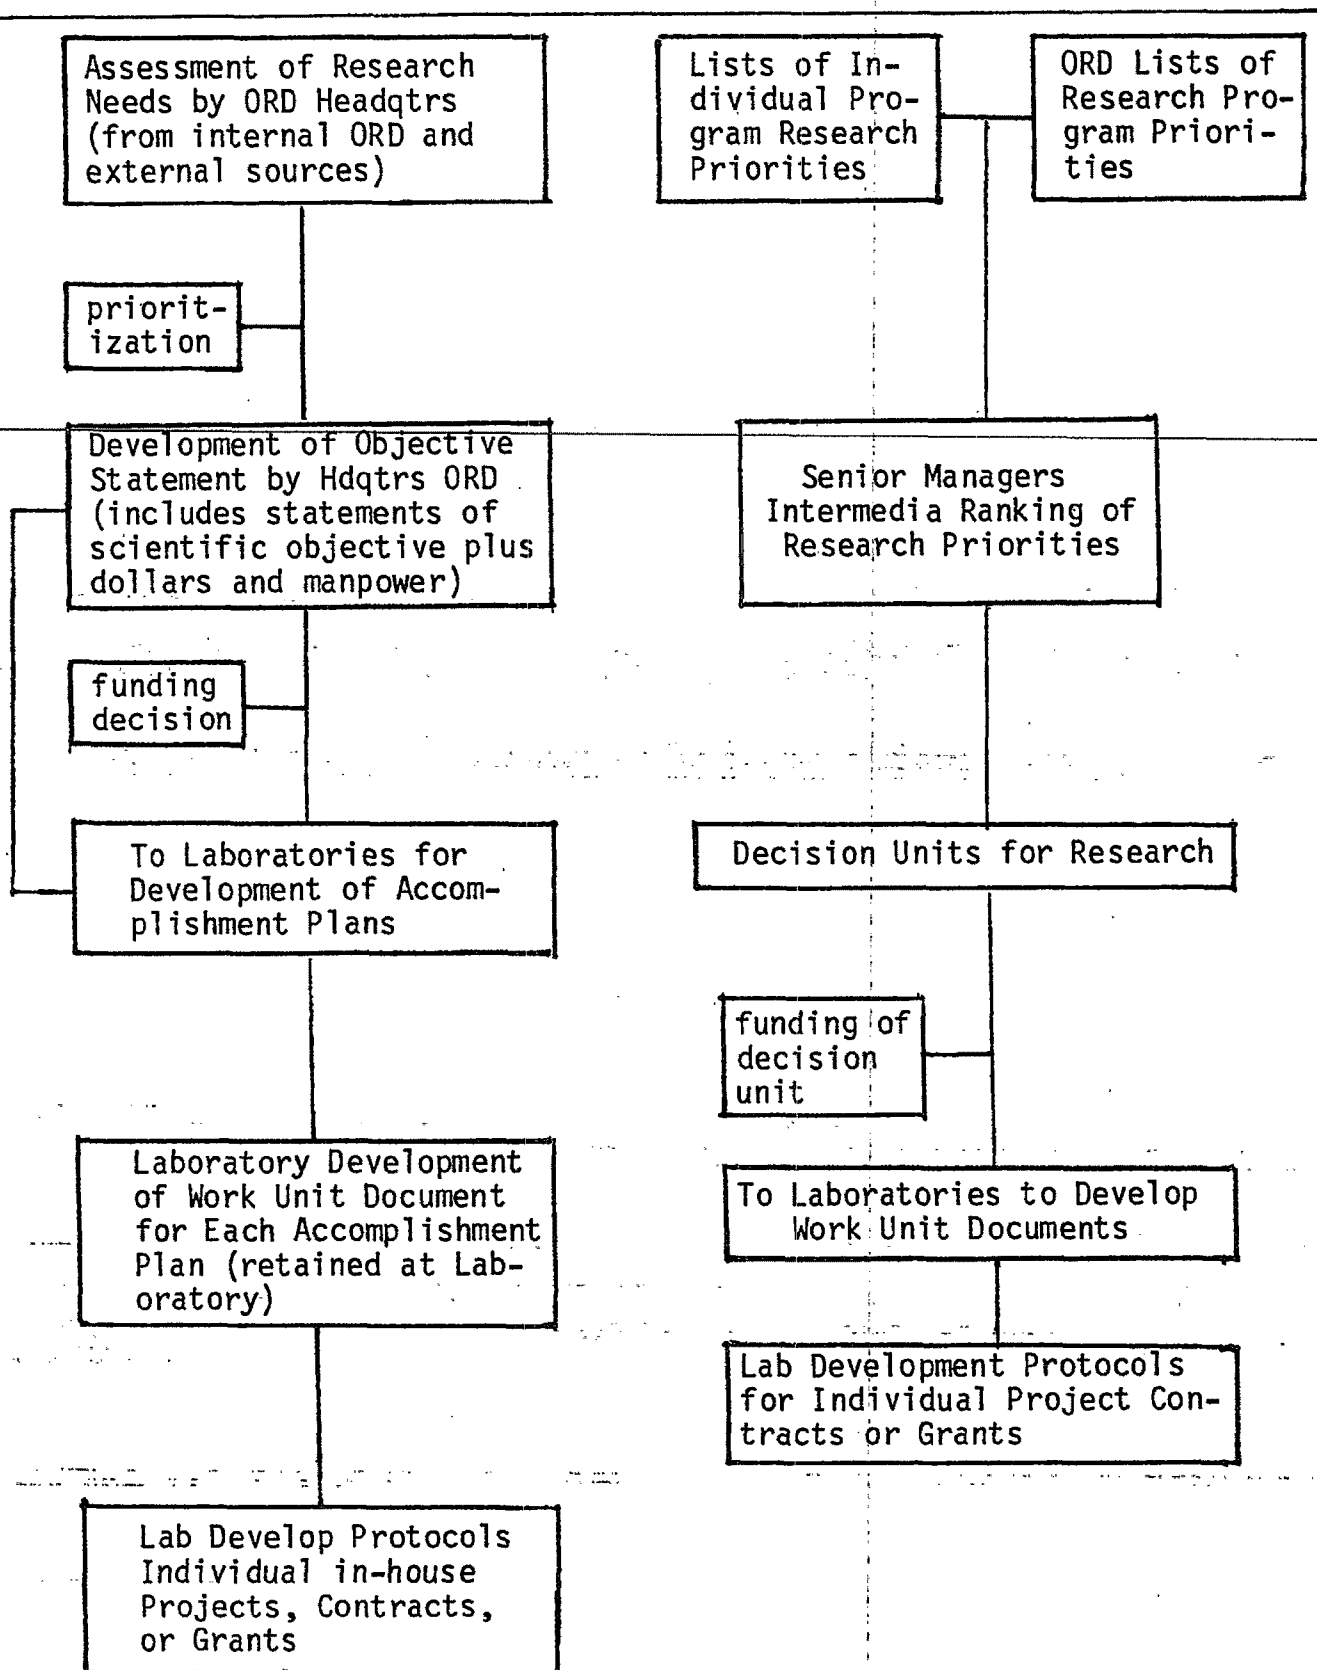 Assessment of Research
Needs by ORD Headqtrs
(from internal ORD and
external sources)
priorit-
ization
Development of Objective
Statement by Hdqtrs ORD
(includes statements of
scientific objective plus
dollars and manpower)
funding
decision
To Laboratories for
Development of Accom-
plishment Plans
Laboratory Development
of Work Unit Document
for Each Accomplishment
Plan (retained at Lab-
oratory)
Lab Develop Protocols
Individual in-house
Projects, Contracts,
or Grants
Lists of In-
dividual Pro-
gram Research
Priorities
ORD Lists of
Research Pro-
gram Priori-
ties
Senior Managers
Intermedia Ranking of
Research Priorities
Decision Units for Research
funding of
decision
unit
To Laboratories to Develop
Work Unit Documents
Lab Development Protocols
for Individual Project Con-
tracts or Grants